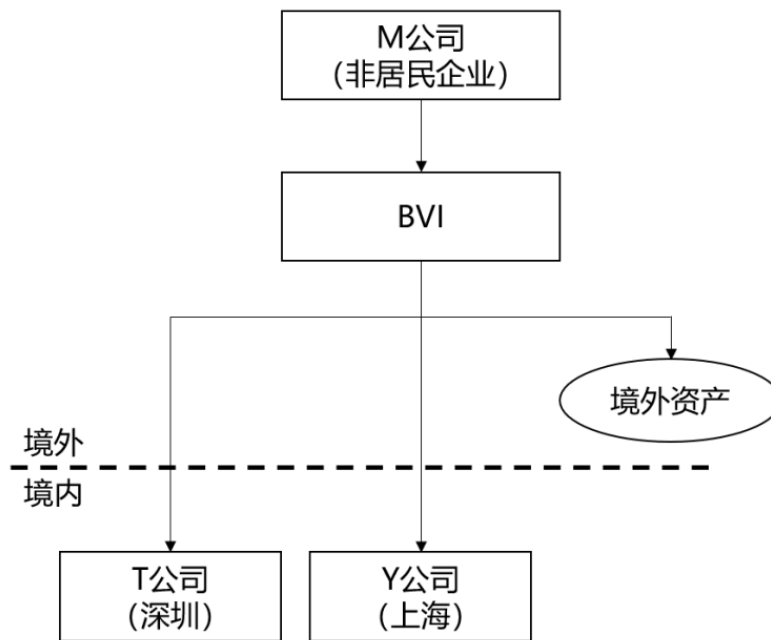 M公司
（非居民企业）
BVI
境外资产
境外
境内
T公司
（深圳）
Y公司
（上海）